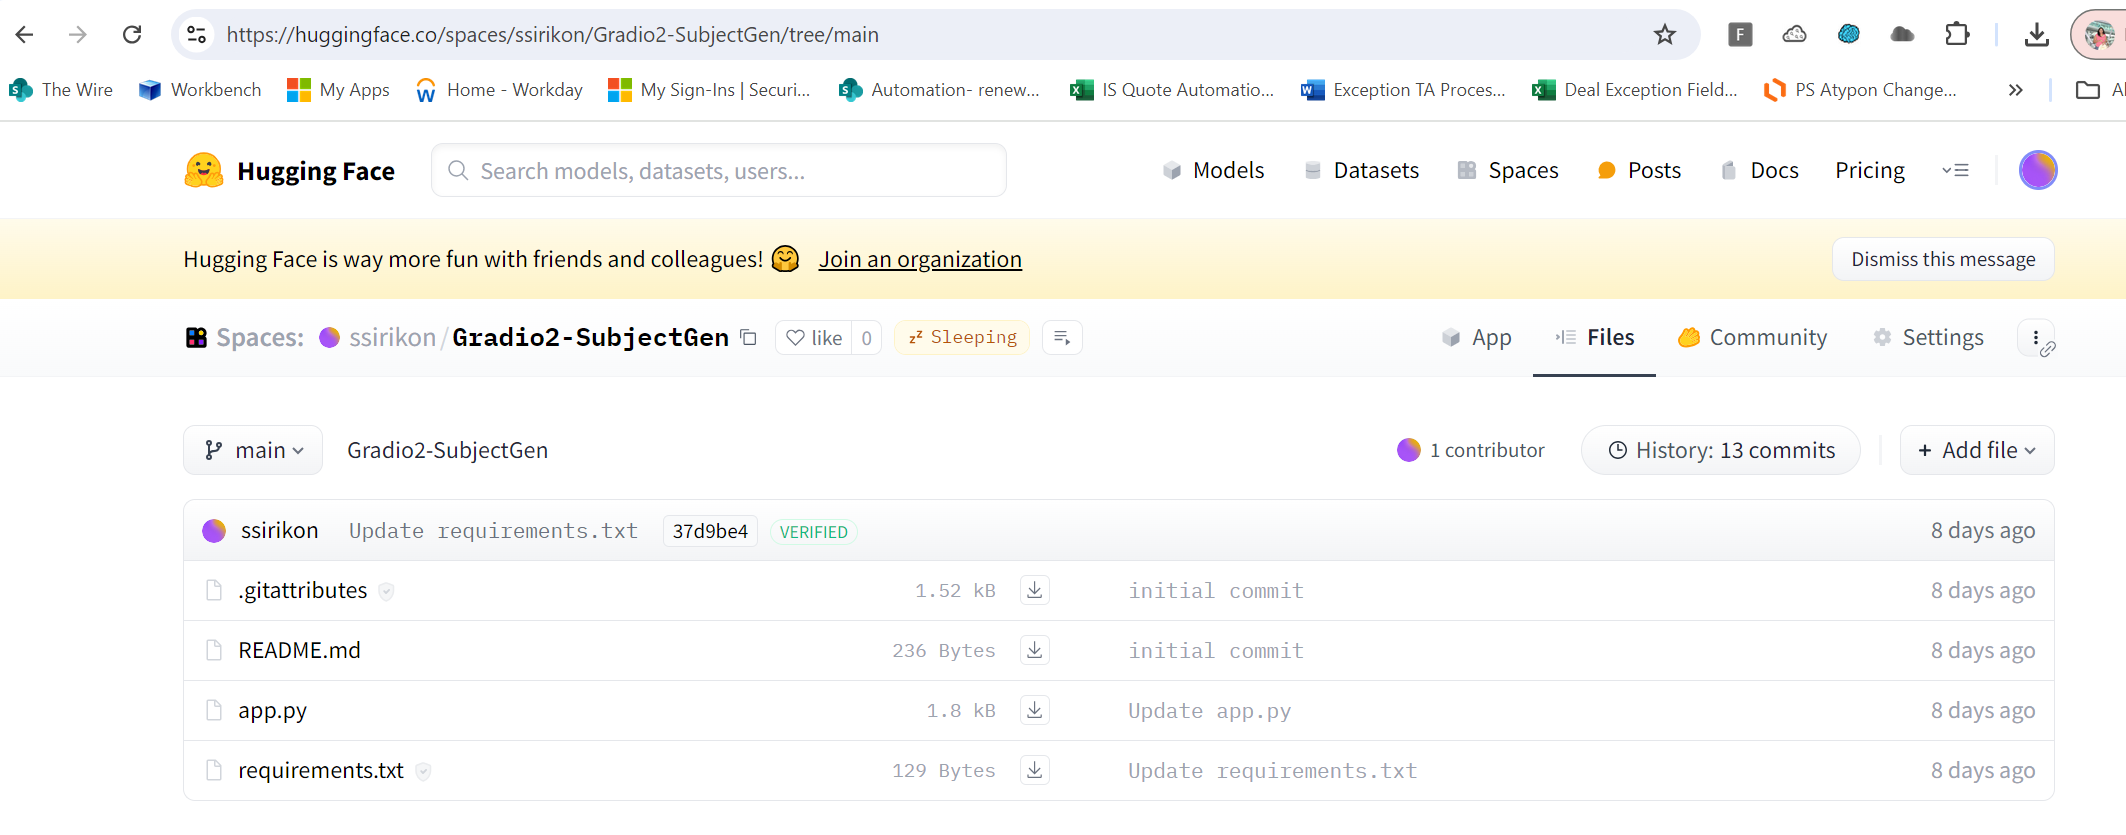 https://huggingface.co/spaces/ssirikon/Gradio2-SubjectGen/tree/main
F
The Wire Workbench My Apps Home - Workday My Sign-Ins | Securi... Automation- renew... IS Quote Automatio... Exception TA Proces... Deal Exception Field... PS Atypon Change... »
Hugging Face Search models, datasets, users... Models Datasets Spaces Posts Docs Pricing
Hugging Face is way more fun with friends and colleagues! 🤗 Join an organization Dismiss this message
Spaces: ssirikon/Gradio2-SubjectGen like 0 Sleeping App Files Community Settings
main Gradio2-SubjectGen 1 contributor History: 13 commits + Add file
ssirikon Update requirements.txt 37d9be4 VERIFIED 8 days ago
.gitattributes 1.52 kB initial commit 8 days ago
README.md 236 Bytes initial commit 8 days ago
app.py 1.8 kB Update app.py 8 days ago
requirements.txt 129 Bytes Update requirements.txt 8 days ago